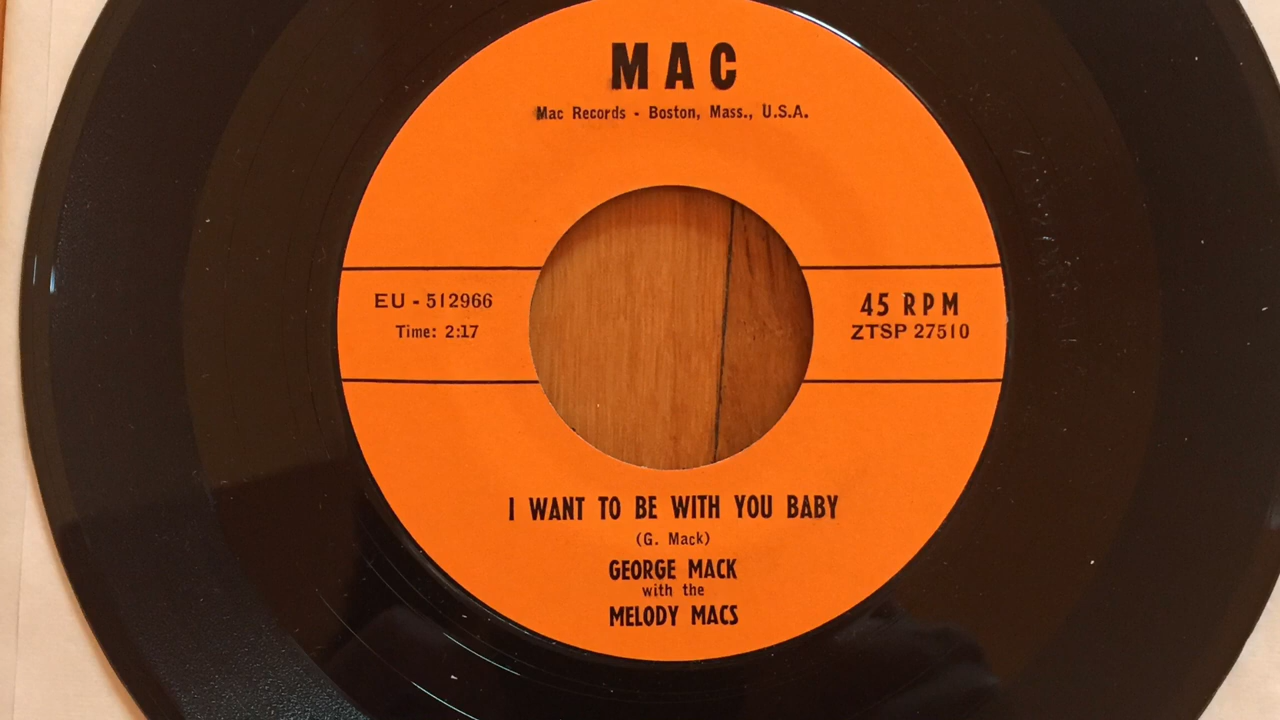 MAC
Mac Records - Boston, Mass., U.S.A.
EU - 512966
Time: 2:17
45 RPM
ZTSP 27510
I WANT TO BE WITH YOU BABY
(G. Mack)
GEORGE MACK
with the
MELODY MACS